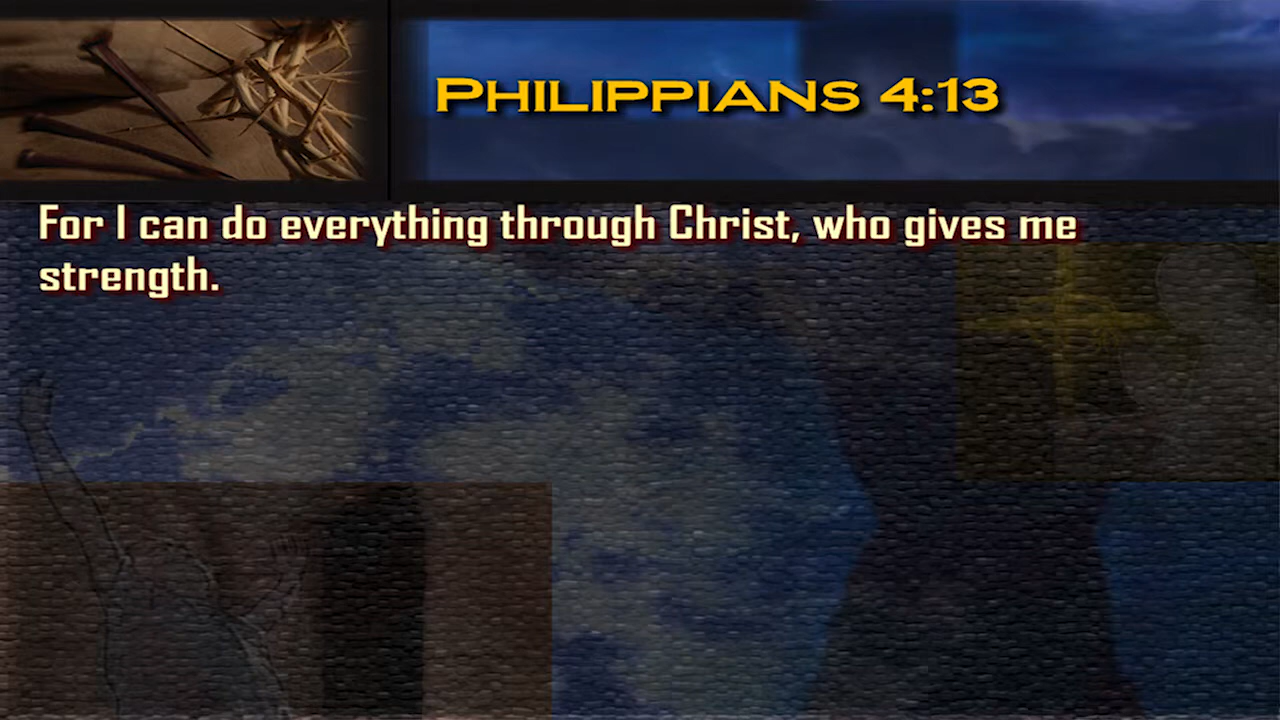 Philippians 4:13
For I can do everything through Christ, who gives me
strength.